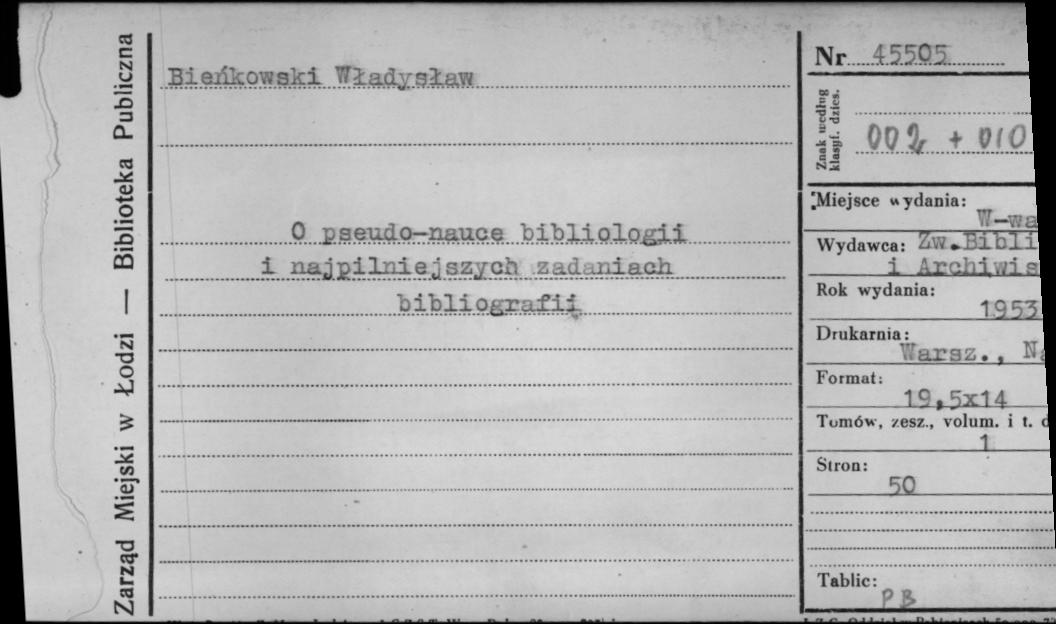 Zarząd Miejski w Łodzi — Biblioteka Publiczna
Bieńkowski Władysław
O pseudo-nauce bibliologii
i najpilniejszych zadaniach
bibliografii
Nr 45505
Znak według
klasyf. dzies.
002 + 010
Miejsce wydania:
W-wa
Wydawca: Zw.Bibli
i Archiwis
Rok wydania:
1953
Drukarnia:
Warsz., Na
Format:
19,5x14
Tomów, zesz., volum. i t. d
1
Stron:
50
Tablic:
PB